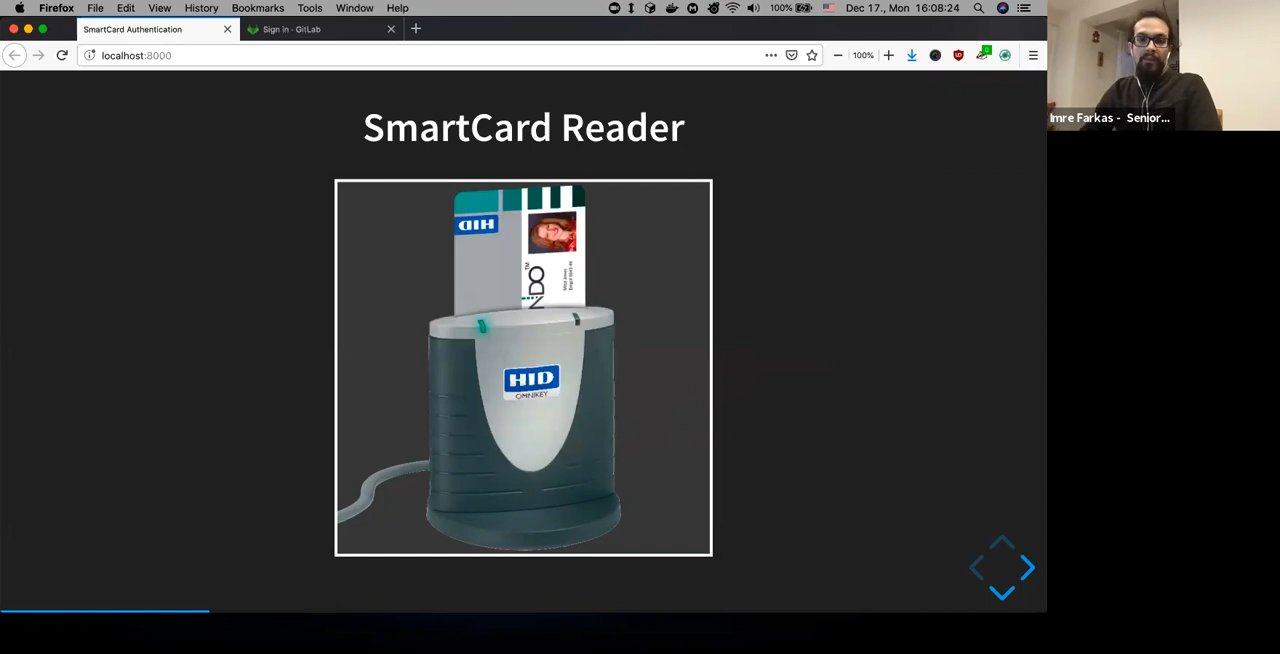 Firefox File Edit View History Bookmarks Tools Window Help 100% Dec 17., Mon 16:08:24
SmartCard Authentication Sign in · GitLab
localhost:8000 100% 0
SmartCard Reader
HID
HID
OMNIKEY
Imre Farkas - Senior...